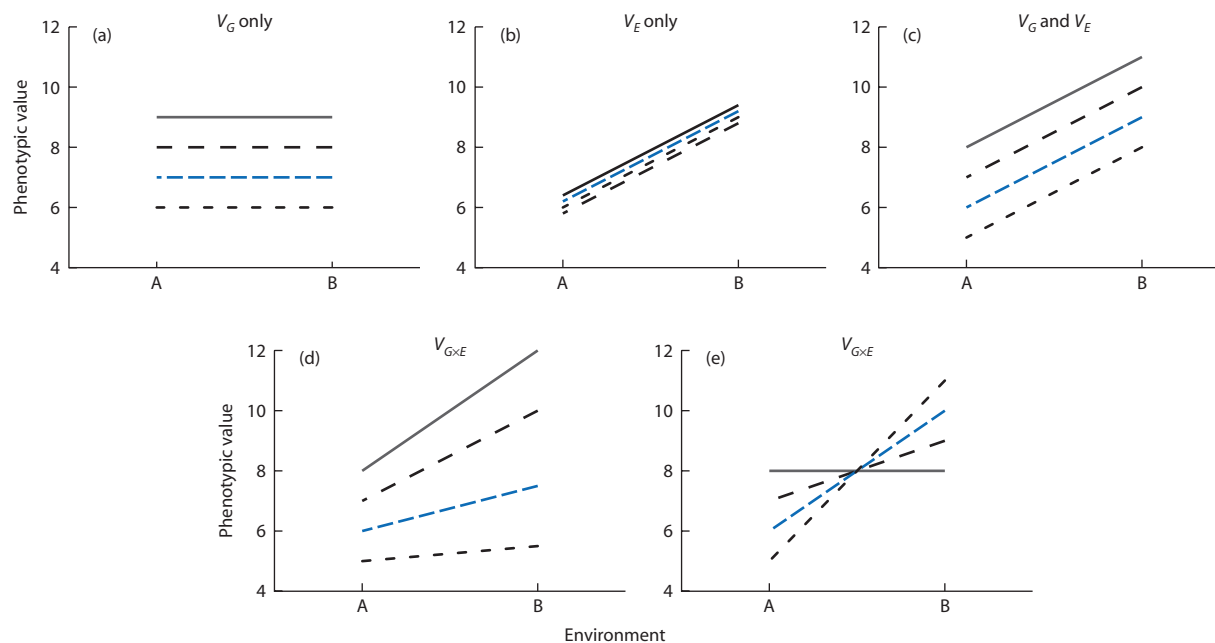 V_G only
(a)
Phenotypic value
12
10
8
6
4
A
B
V_E only
(b)
12
10
8
6
4
A
B
V_G and V_E
(c)
12
10
8
6
4
A
B
V_G×E
(d)
Phenotypic value
12
10
8
6
4
A
B
V_G×E
(e)
12
10
8
6
4
A
B
Environment